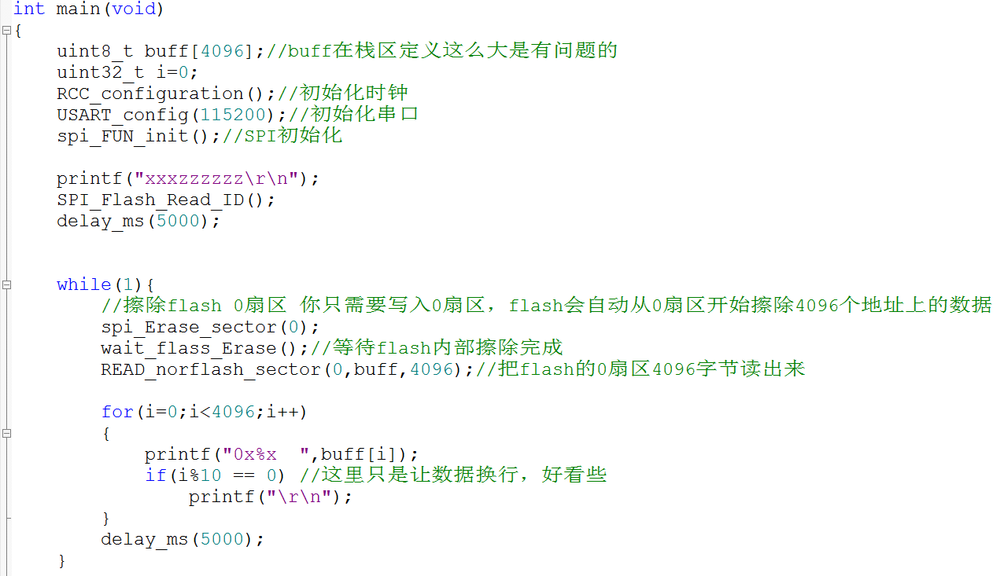 int main(void)
{
    uint8_t buff[4096];//buff在栈区定义这么大是有问题的
    uint32_t i=0;
    RCC_configuration();//初始化时钟
    USART_config(115200);//初始化串口
    spi_FUN_init();//SPI初始化
    printf("xxxzzzzzz\r\n");
    SPI_Flash_Read_ID();
    delay_ms(5000);
    while(1){
        //擦除flash 0扇区 你只需要写入0扇区，flash会自动从0扇区开始擦除4096个地址上的数据
        spi_Erase_sector(0);
        wait_flass_Erase();//等待flash内部擦除完成
        READ_norflash_sector(0,buff,4096);//把flash的0扇区4096字节读出来
        for(i=0;i<4096;i++)
        {
            printf("0x%x  ",buff[i]);
            if(i%10 == 0) //这里只是让数据换行，好看些
                printf("\r\n");
        }
        delay_ms(5000);
    }